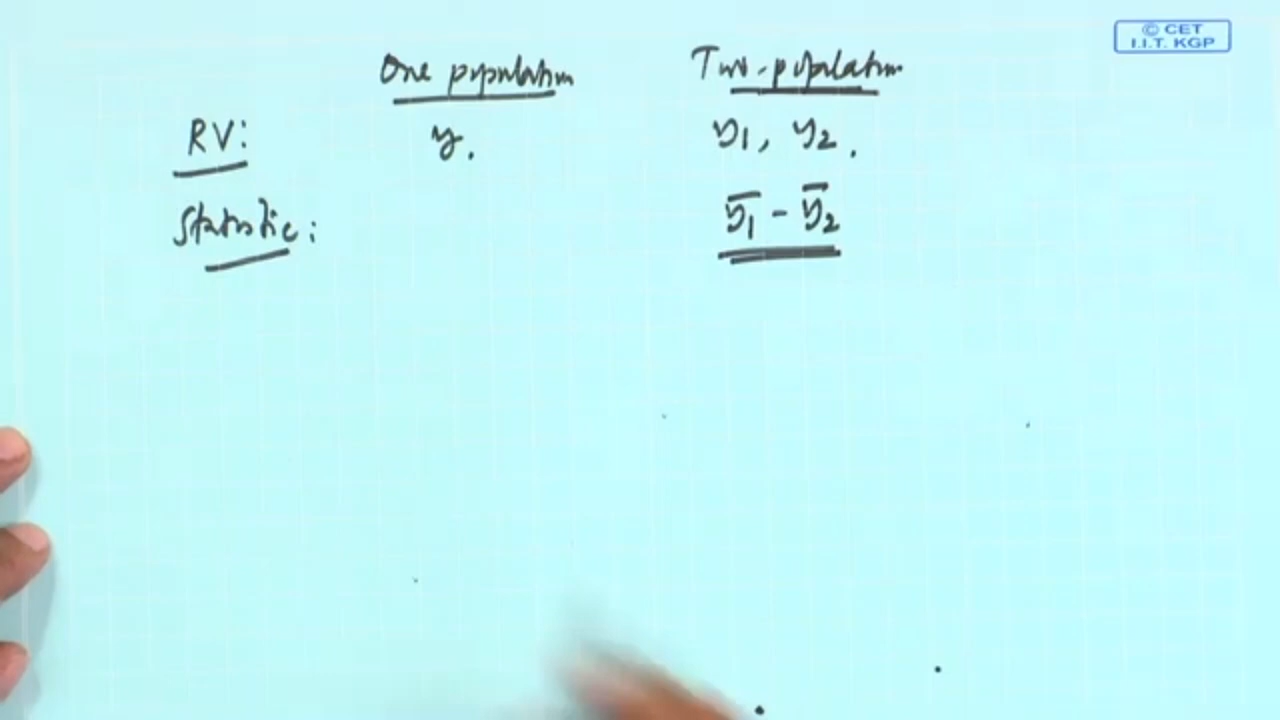 © CET
I.I.T. KGP
One population Two-population
RV: y. y1, y2.
Statistic: ȳ1 - ȳ2